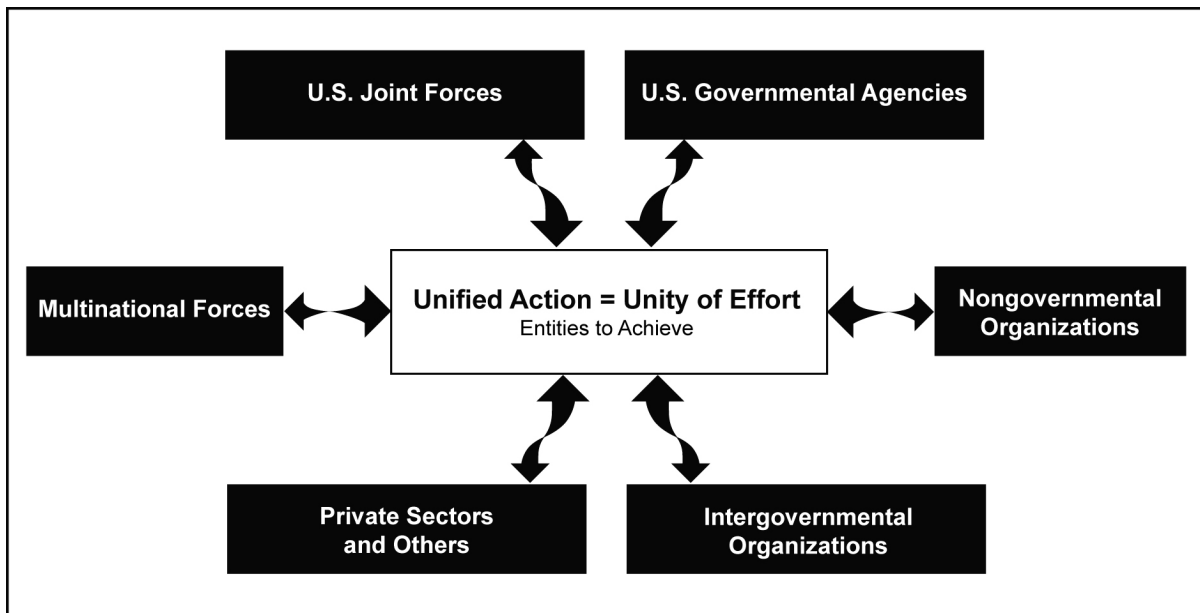 U.S. Joint Forces
U.S. Governmental Agencies
Multinational Forces
Unified Action = Unity of Effort
Entities to Achieve
Nongovernmental
Organizations
Private Sectors
and Others
Intergovernmental
Organizations